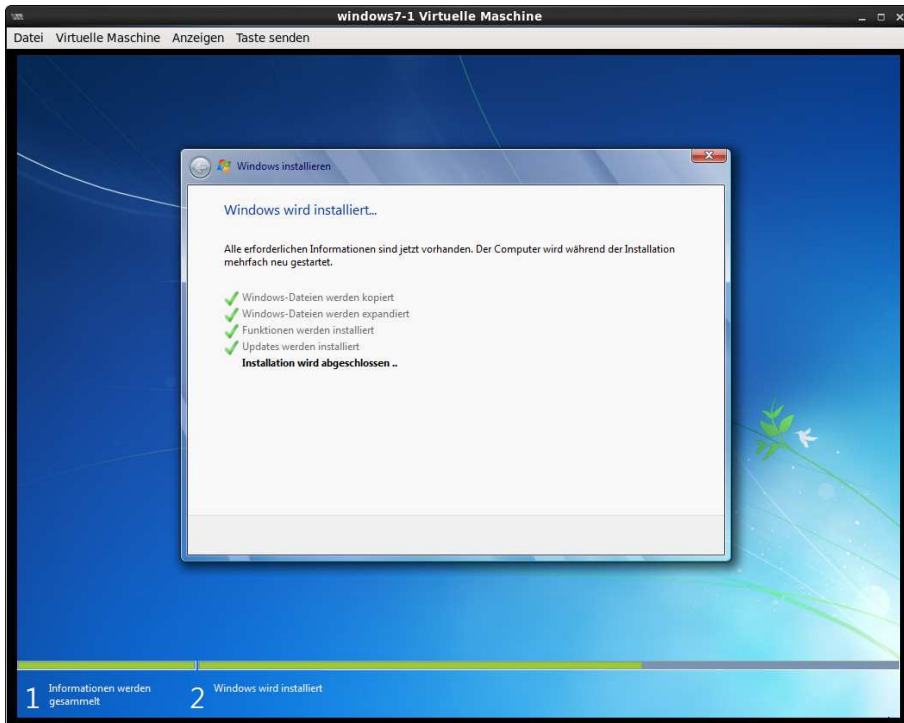 windows7-1 Virtuelle Maschine
Datei Virtuelle Maschine Anzeigen Taste senden
Windows installieren
Windows wird installiert...
Alle erforderlichen Informationen sind jetzt vorhanden. Der Computer wird während der Installation
mehrfach neu gestartet.
Windows-Dateien werden kopiert
Windows-Dateien werden expandiert
Funktionen werden installiert
Updates werden installiert
Installation wird abgeschlossen ..
1 Informationen werden
gesammelt
2 Windows wird installiert